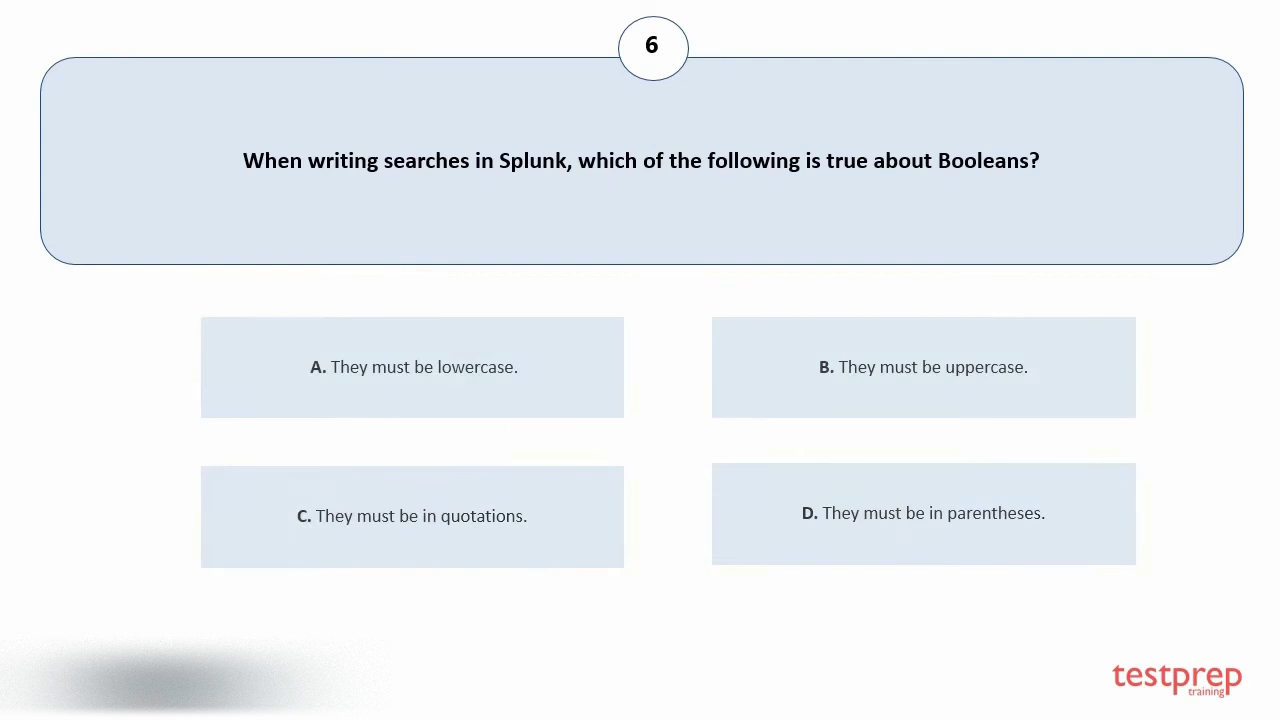 6
When writing searches in Splunk, which of the following is true about Booleans?
A. They must be lowercase.
B. They must be uppercase.
C. They must be in quotations.
D. They must be in parentheses.
testprep
training